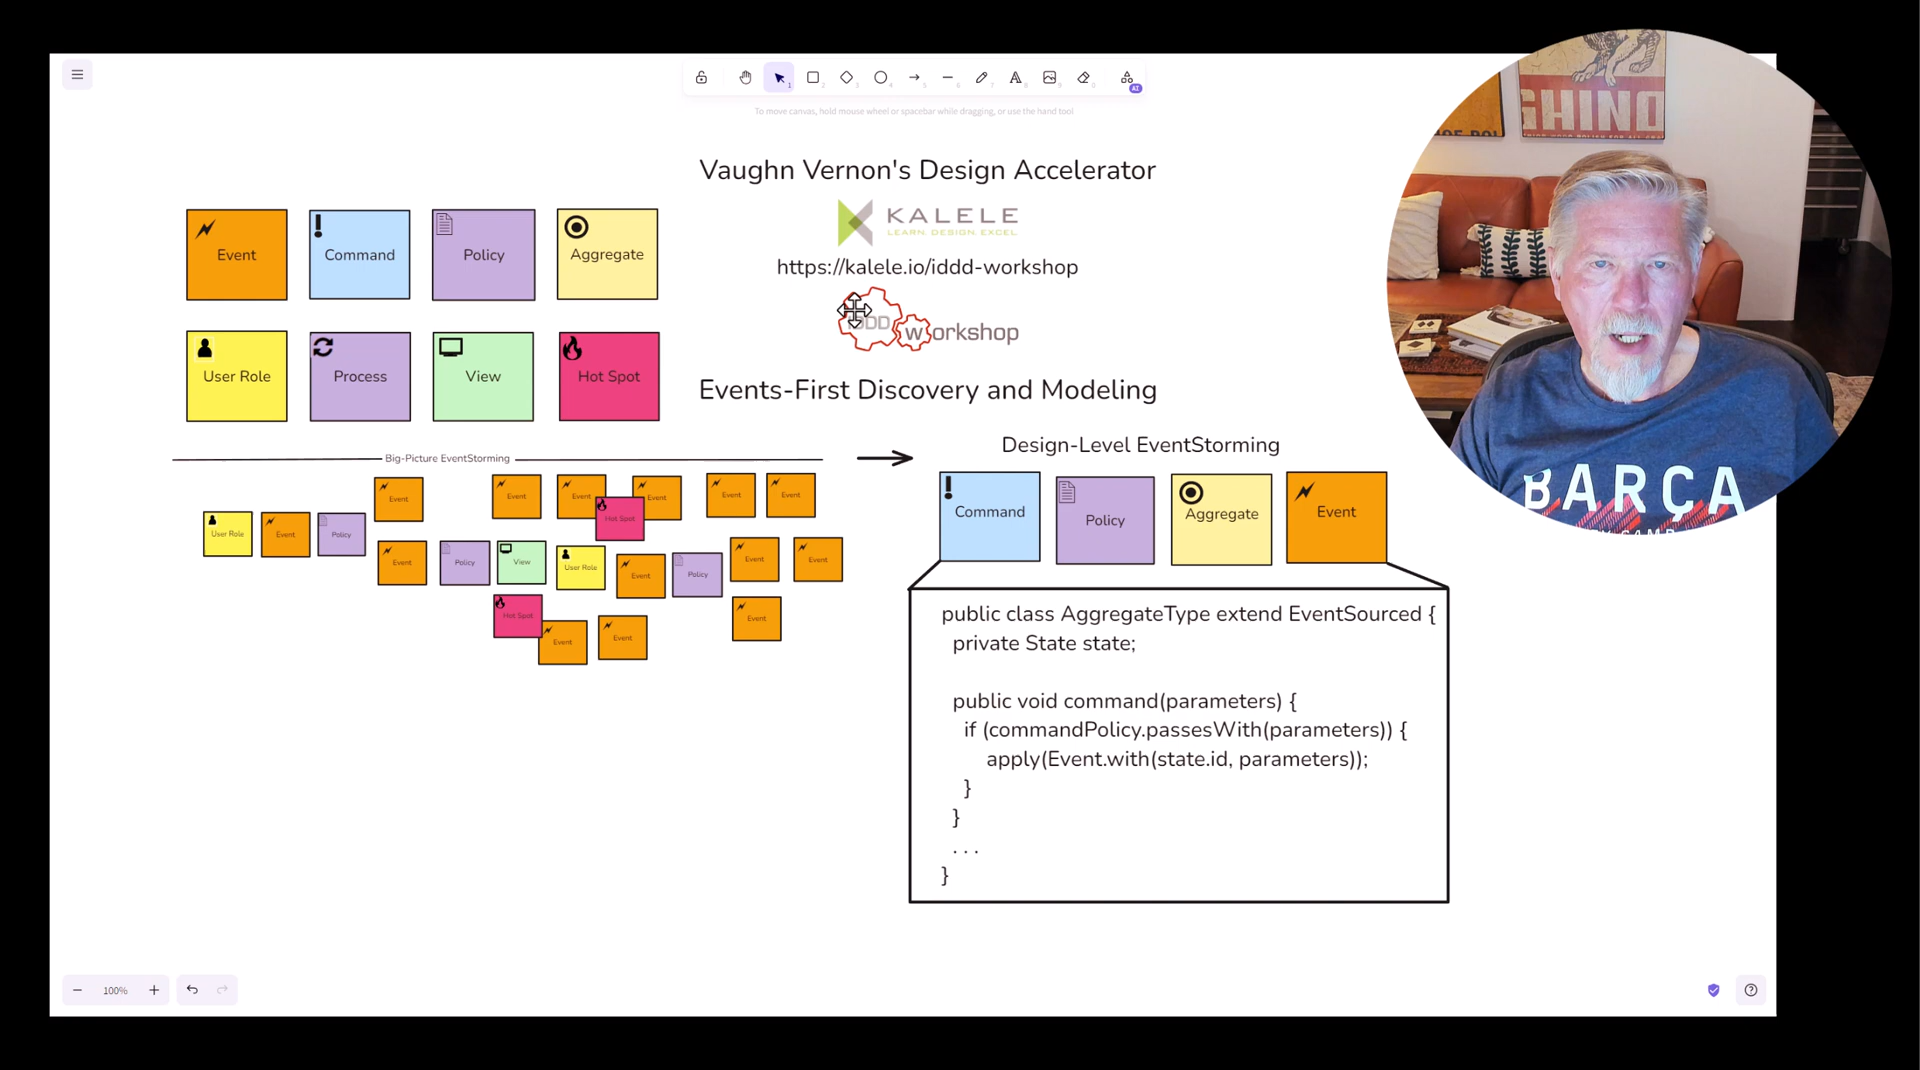 To move canvas, hold mouse wheel or spacebar while dragging, or use the hand tool
Vaughn Vernon's Design Accelerator
KALELE
LEARN. DESIGN. EXCEL.
https://kalele.io/iddd-workshop
workshop
Events-First Discovery and Modeling
Event
Command
Policy
Aggregate
User Role
Process
View
Hot Spot
Big-Picture EventStorming
Event
Event
Event
Event
Event
Event
Hot Spot
User Role
Event
Policy
Event
Policy
View
User Role
Event
Policy
Event
Event
Hot Spot
Event
Event
Event
Design-Level EventStorming
Command
Policy
Aggregate
Event
public class AggregateType extend EventSourced {
private State state;
public void command(parameters) {
if (commandPolicy.passesWith(parameters)) {
apply(Event.with(state.id, parameters));
}
}
. . .
}
100%
AI
GHINO
BARÇA